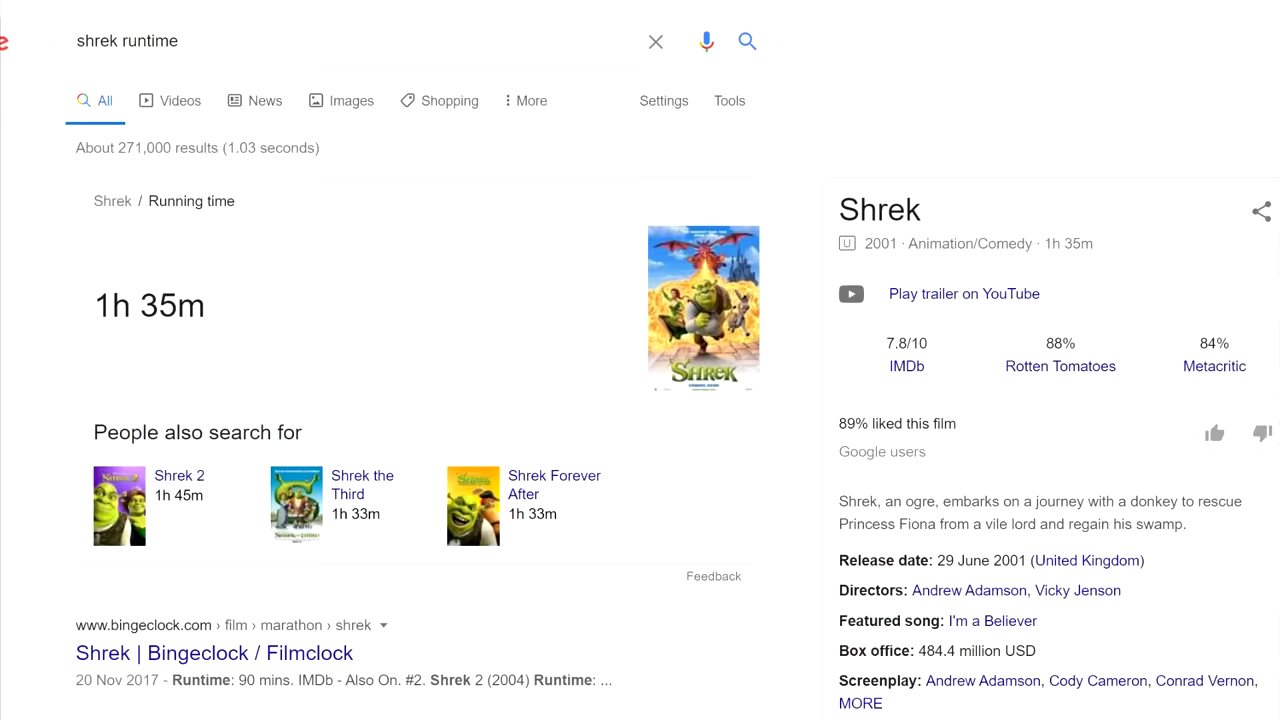 shrek runtime
All Videos News Images Shopping More Settings Tools
About 271,000 results (1.03 seconds)
Shrek / Running time
1h 35m
SHREK
People also search for
Shrek 2
1h 45m
Shrek the
Third
1h 33m
Shrek Forever
After
1h 33m
Feedback
www.bingeclock.com › film › marathon › shrek
Shrek | Bingeclock / Filmclock
20 Nov 2017 - Runtime: 90 mins. IMDb - Also On. #2. Shrek 2 (2004) Runtime: ...
Shrek
U 2001 · Animation/Comedy · 1h 35m
Play trailer on YouTube
7.8/10 88% 84%
IMDb Rotten Tomatoes Metacritic
89% liked this film
Google users
Shrek, an ogre, embarks on a journey with a donkey to rescue
Princess Fiona from a vile lord and regain his swamp.
Release date: 29 June 2001 (United Kingdom)
Directors: Andrew Adamson, Vicky Jenson
Featured song: I'm a Believer
Box office: 484.4 million USD
Screenplay: Andrew Adamson, Cody Cameron, Conrad Vernon,
MORE